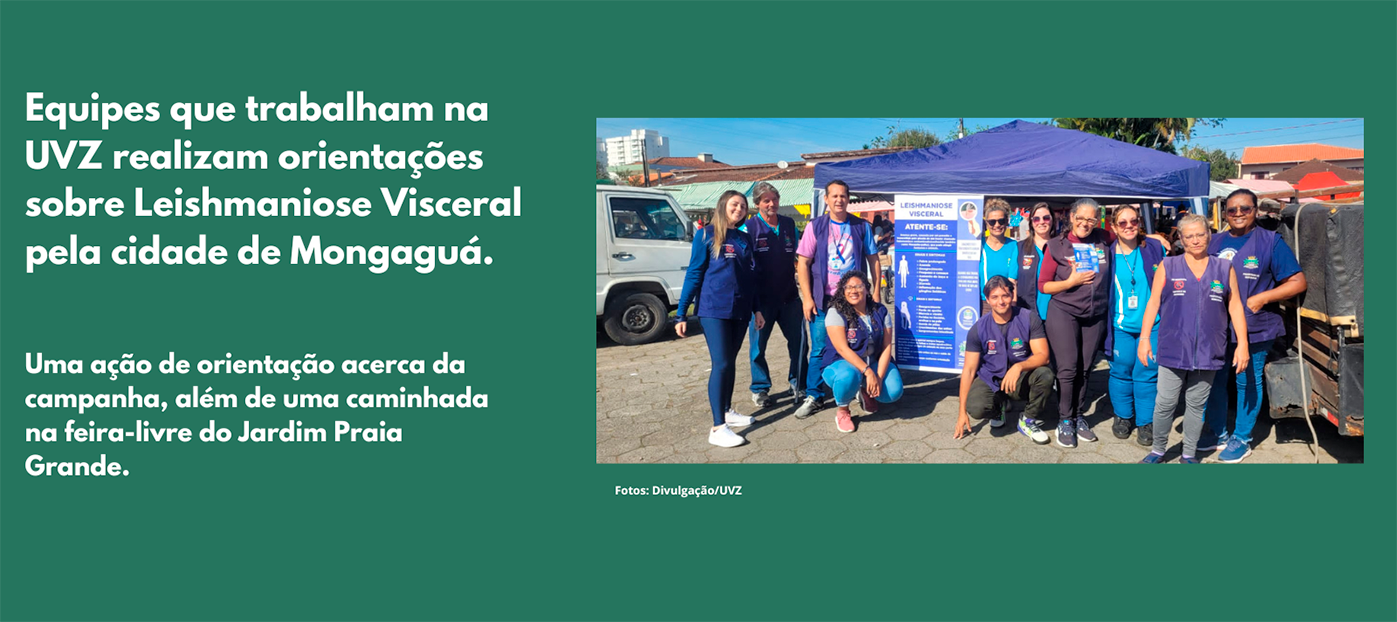 Equipes que trabalham na
UVZ realizam orientações
sobre Leishmaniose Visceral
pela cidade de Mongaguá.
Uma ação de orientação acerca da
campanha, além de uma caminhada
na feira-livre do Jardim Praia
Grande.
LEISHMANIOSE
VISCERAL
ATENTE-SE:
Fotos: Divulgação/UVZ